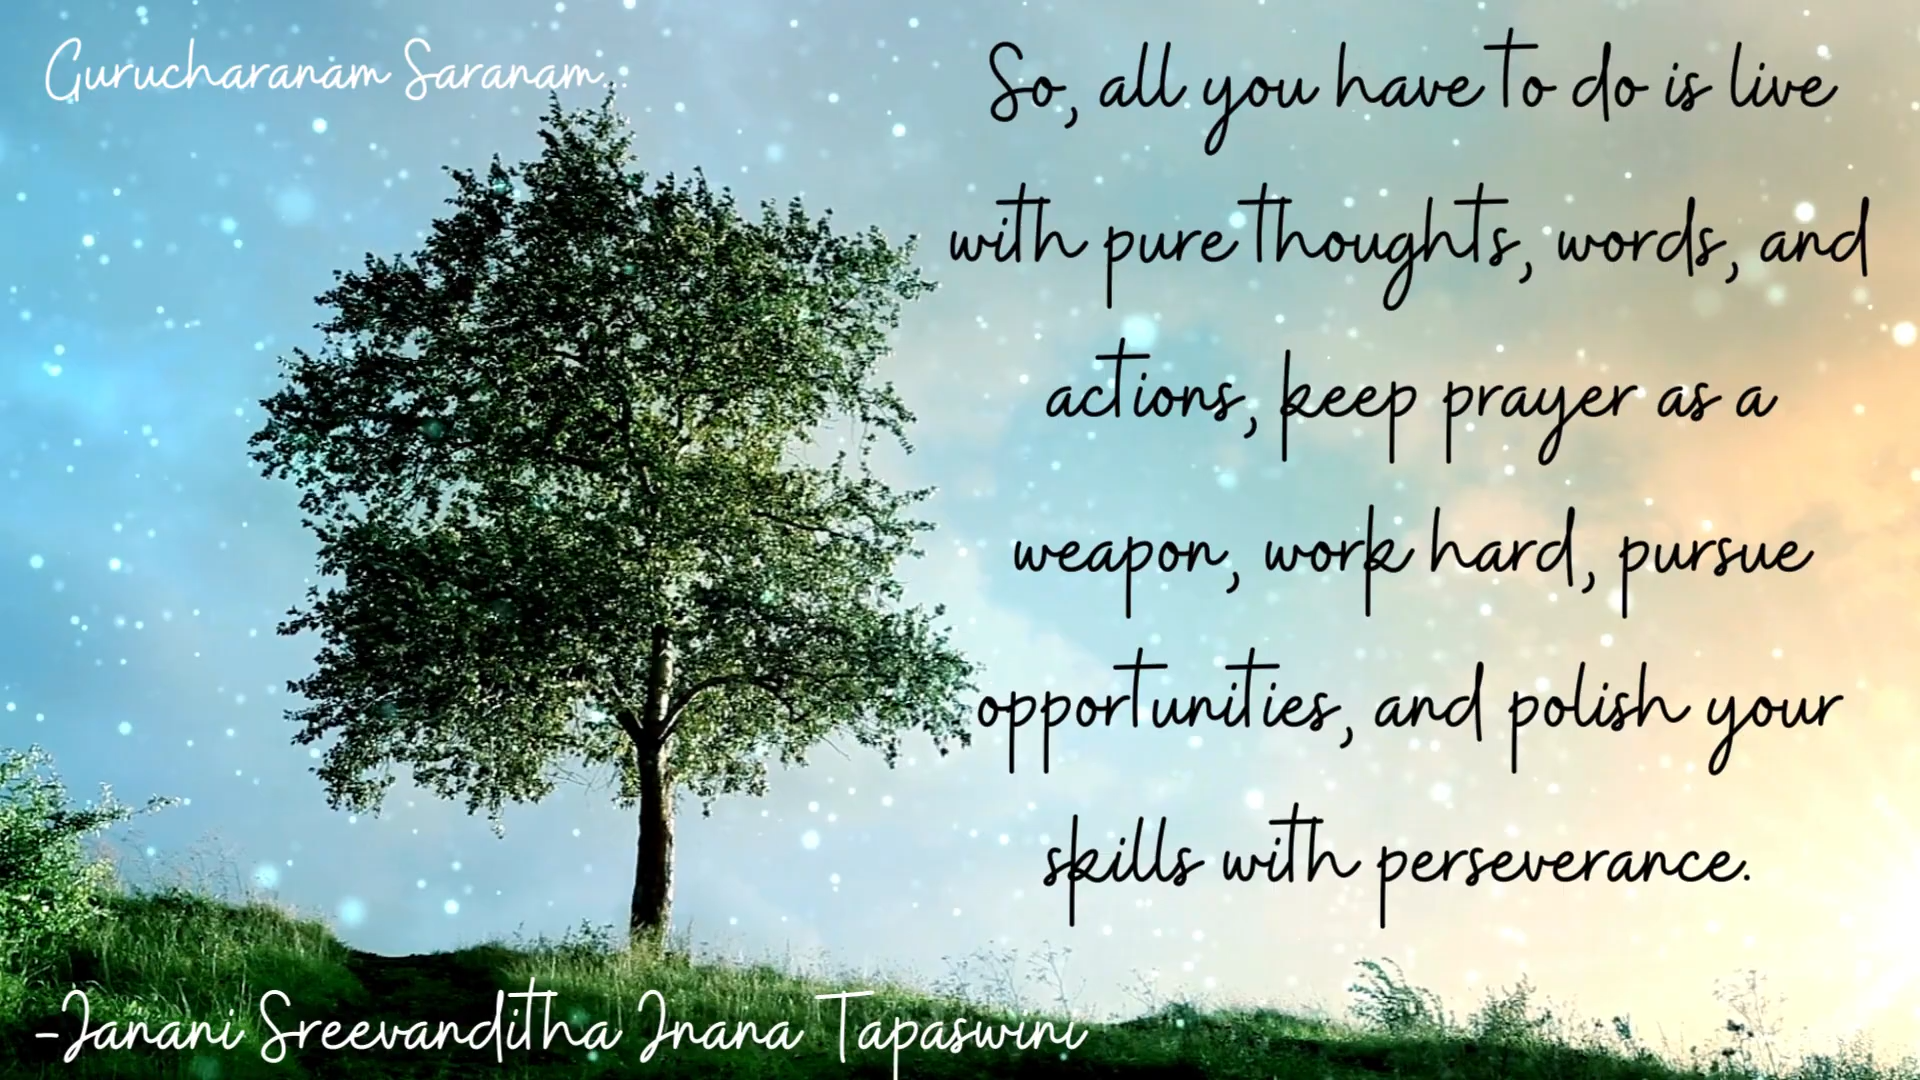 Gurucharanam Saranam..
So, all you have to do is live
with pure thoughts, words, and
actions, keep prayer as a
weapon, work hard, pursue
opportunities, and polish your
skills with perseverance.
-Janani Sreevanditha Jnana Tapaswini